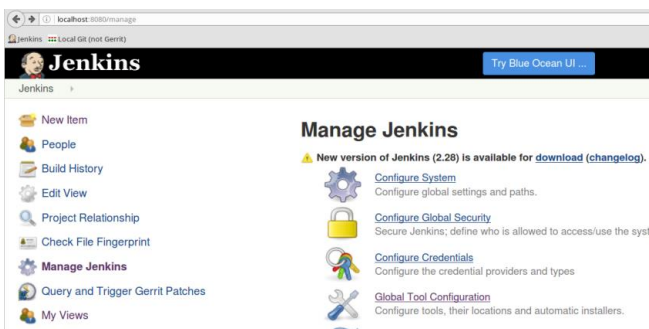 localhost:8080/manage
Jenkins Local Git (not Gerrit)
Jenkins
Try Blue Ocean UI ...
Jenkins
New Item
People
Build History
Edit View
Project Relationship
Check File Fingerprint
Manage Jenkins
Query and Trigger Gerrit Patches
My Views
Manage Jenkins
New version of Jenkins (2.28) is available for download (changelog).
Configure System
Configure global settings and paths.
Configure Global Security
Secure Jenkins; define who is allowed to access/use the syst
Configure Credentials
Configure the credential providers and types
Global Tool Configuration
Configure tools, their locations and automatic installers.